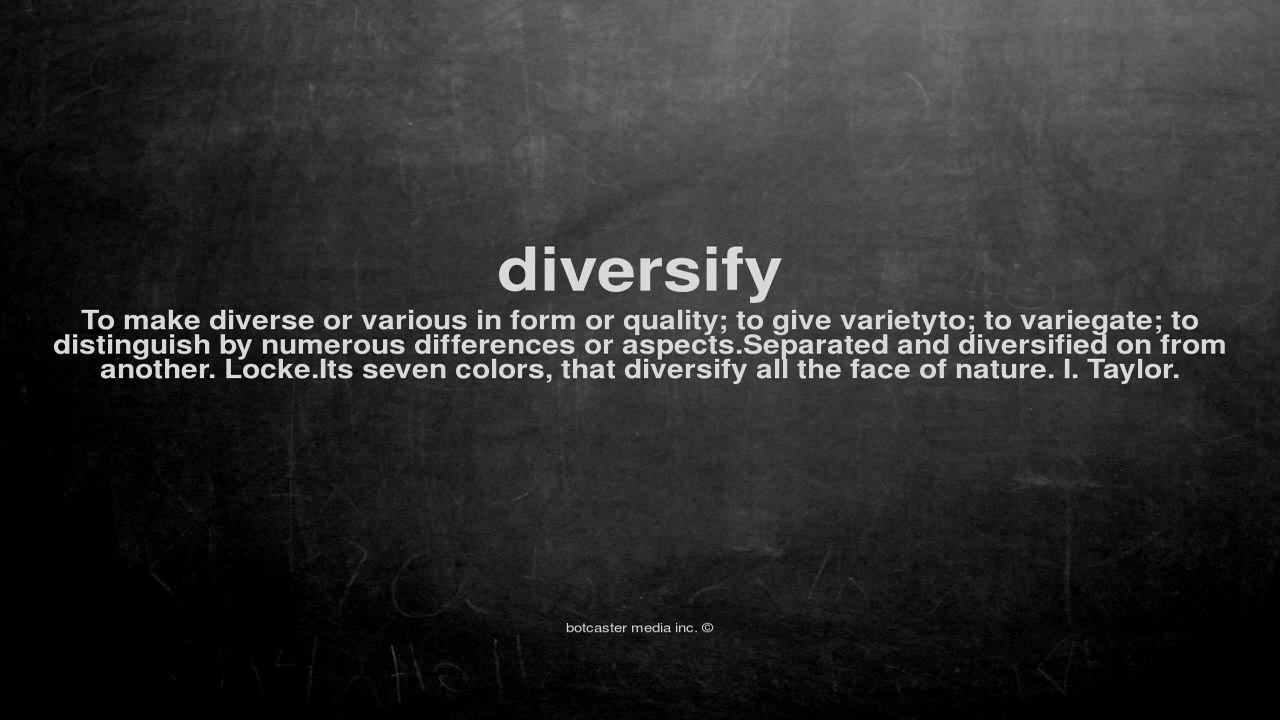 diversify
To make diverse or various in form or quality; to give varietyto; to variegate; to
distinguish by numerous differences or aspects.Separated and diversified on from
another. Locke.Its seven colors, that diversify all the face of nature. I. Taylor.
botcaster media inc. ©